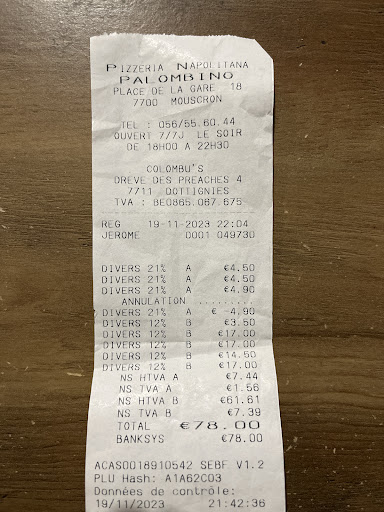 PIZZERIA NAPOLITANA
PALOMBINO
PLACE DE LA GARE 18
7700 MOUSCRON
TEL : 056/55.60.44
OUVERT 7/7J LE SOIR
DE 18H00 A 22H30
COLOMBU'S
DREVE DES PREACHES 4
7/11 DOTTIGNIES
TVA : BE0865.067.675
REG 19-11-2023 22:04
JEROME 0001 049730
DIVERS 21% A €4.50
DIVERS 21% A €4.50
DIVERS 21% A €4.90
ANNULATION .........
DIVERS 21% A € -4.90
DIVERS 12% B €3.50
DIVERS 12% B €17.00
DIVERS 12% B €17.00
DIVERS 12% B €14.50
DIVERS 12% B €17.00
NS HTVA A €7.44
NS TVA A €1.56
NS HTVA B €61.61
NS TVA B €7.39
TOTAL €78.00
BANKSYS €78.00
ACAS0018910542 SEBF V1.2
PLU Hash: A1A62C03
Données de contrôle:
19/11/2023 21:42:36